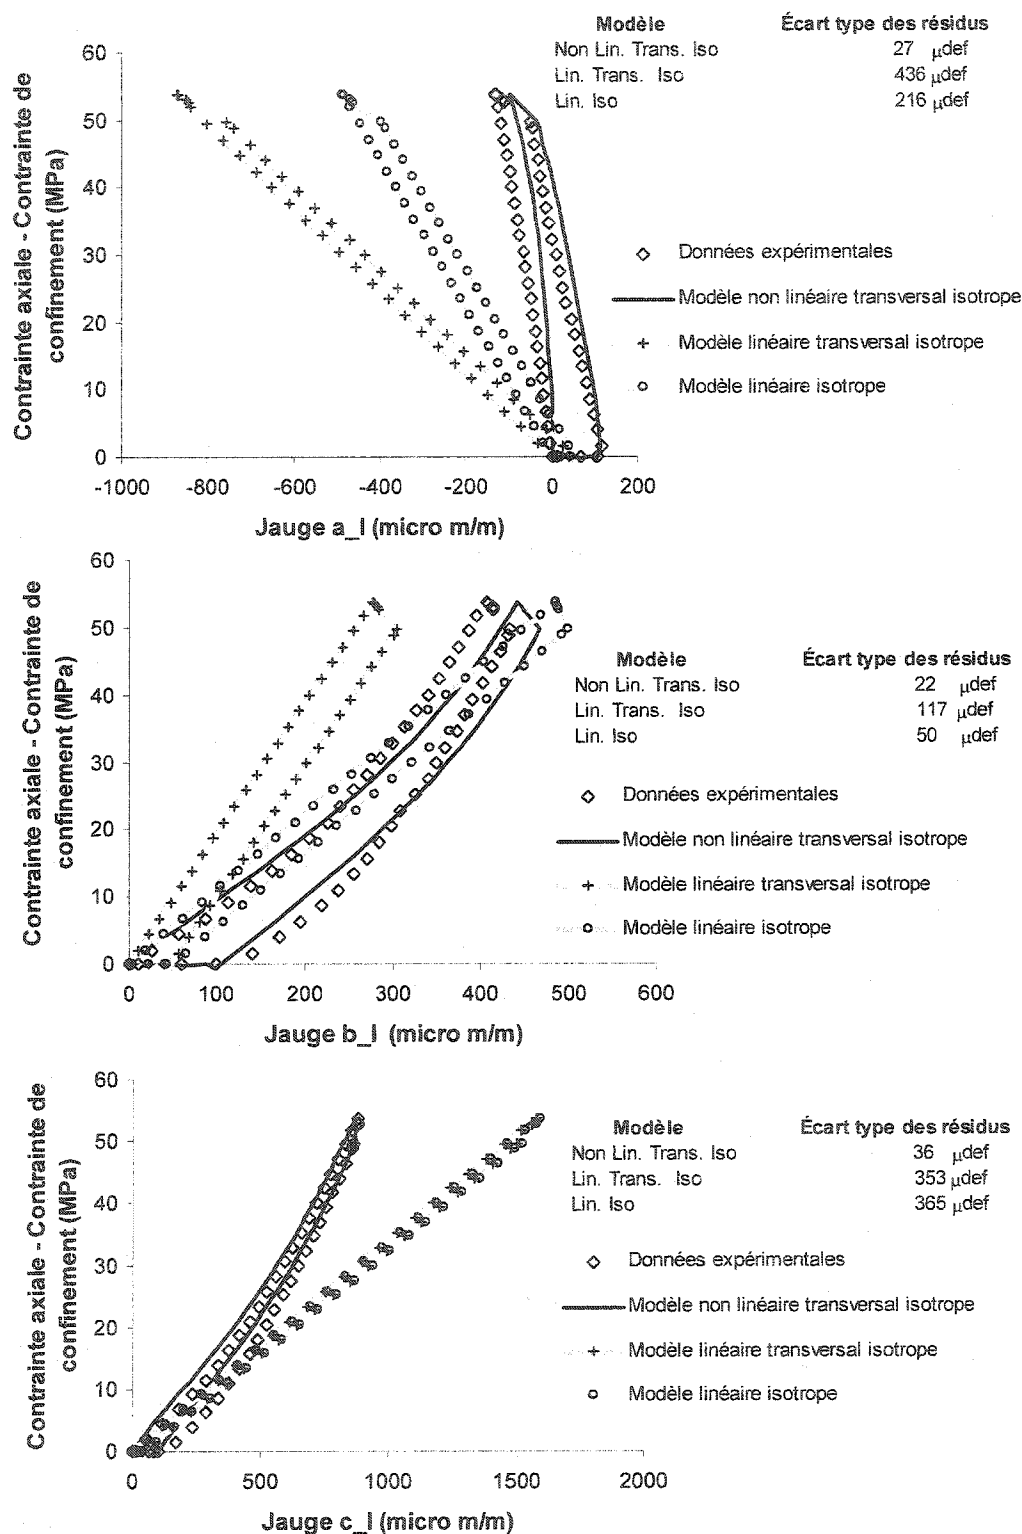 Modèle Écart type des résidus
Non Lin. Trans. Iso 27 μdef
Lin. Trans. Iso 436 μdef
Lin. Iso 216 μdef
Contrainte axiale - Contrainte de
confinement (MPa)
60
50
40
30
20
10
0
-1000 -800 -600 -400 -200 0 200
Jauge a_l (micro m/m)
Données expérimentales
Modèle non linéaire transversal isotrope
Modèle linéaire transversal isotrope
Modèle linéaire isotrope
Contrainte axiale - Contrainte de
confinement (MPa)
60
50
40
30
20
10
0
0 100 200 300 400 500 600
Jauge b_l (micro m/m)
Modèle Écart type des résidus
Non Lin. Trans. Iso 22 μdef
Lin. Trans. Iso 117 μdef
Lin. Iso 50 μdef
Données expérimentales
Modèle non linéaire transversal isotrope
Modèle linéaire transversal isotrope
Modèle linéaire isotrope
Contrainte axiale - Contrainte de
confinement (MPa)
60
50
40
30
20
10
0
0 500 1000 1500 2000
Jauge c_l (micro m/m)
Modèle Écart type des résidus
Non Lin. Trans. Iso 36 μdef
Lin. Trans. Iso 353 μdef
Lin. Iso 365 μdef
Données expérimentales
Modèle non linéaire transversal isotrope
Modèle linéaire transversal isotrope
Modèle linéaire isotrope